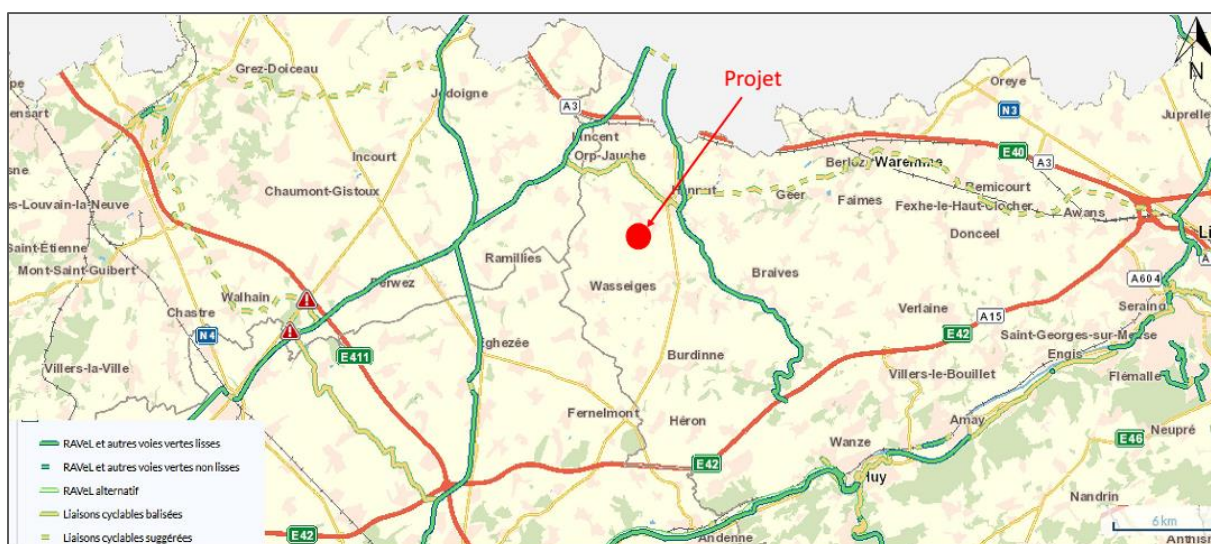 Projet
N
Grez-Doiceau
Jodoigne
A3
Oreye
N3
Juprelle
ensart
Lincent
Orp-Jauche
Berloz
Waremme
E40
A3
Incourt
Chaumont-Gistoux
Hannut
Geer
Faimes
Remicourt
Fexhe-le-Haut-Clocher
Awans
es-Louvain-la-Neuve
Saint-Étienne
Mont-Saint-Guibert
Donceel
Ramillies
Perwez
Wasseiges
Braives
A604
Walhain
Chastre
Verlaine
A15
Seraing
N4
E42
Saint-Georges-sur-Meuse
Engis
Éghezée
E411
Burdinne
Villers-la-Ville
Villers-le-Bouillet
Flémalle
Fernelmont
Héron
Amay
Neupré
Wanze
E46
E42
Huy
Nandrin
Andenne
Anthis
6 km
RAVeL et autres voies vertes lisses
RAVeL et autres voies vertes non lisses
RAVeL alternatif
Liaisons cyclables balisées
Liaisons cyclables suggérées
E42